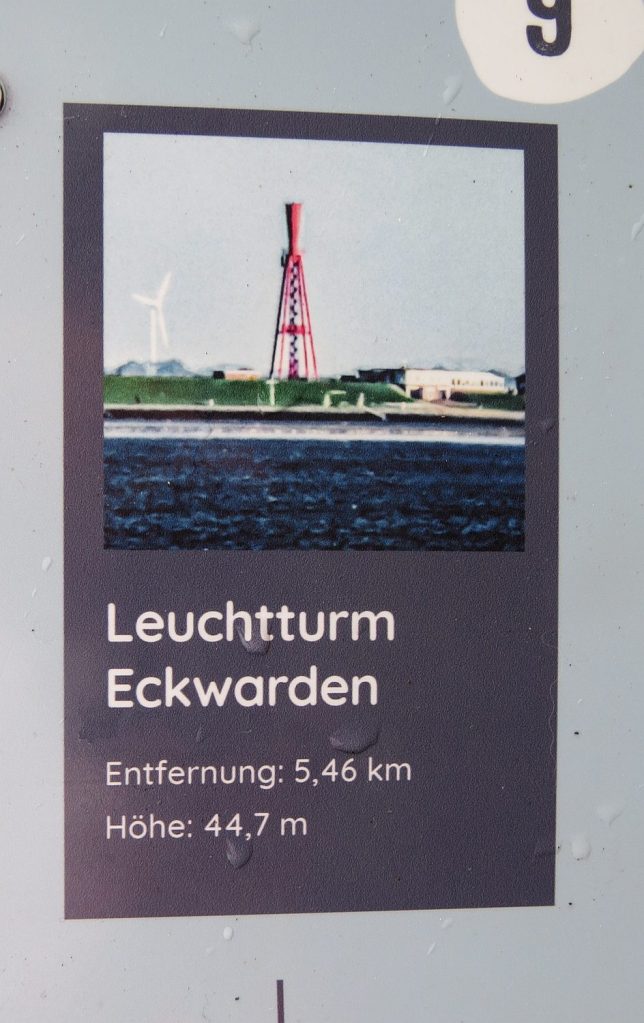 9
Leuchtturm
Eckwarden
Entfernung: 5,46 km
Höhe: 44,7 m